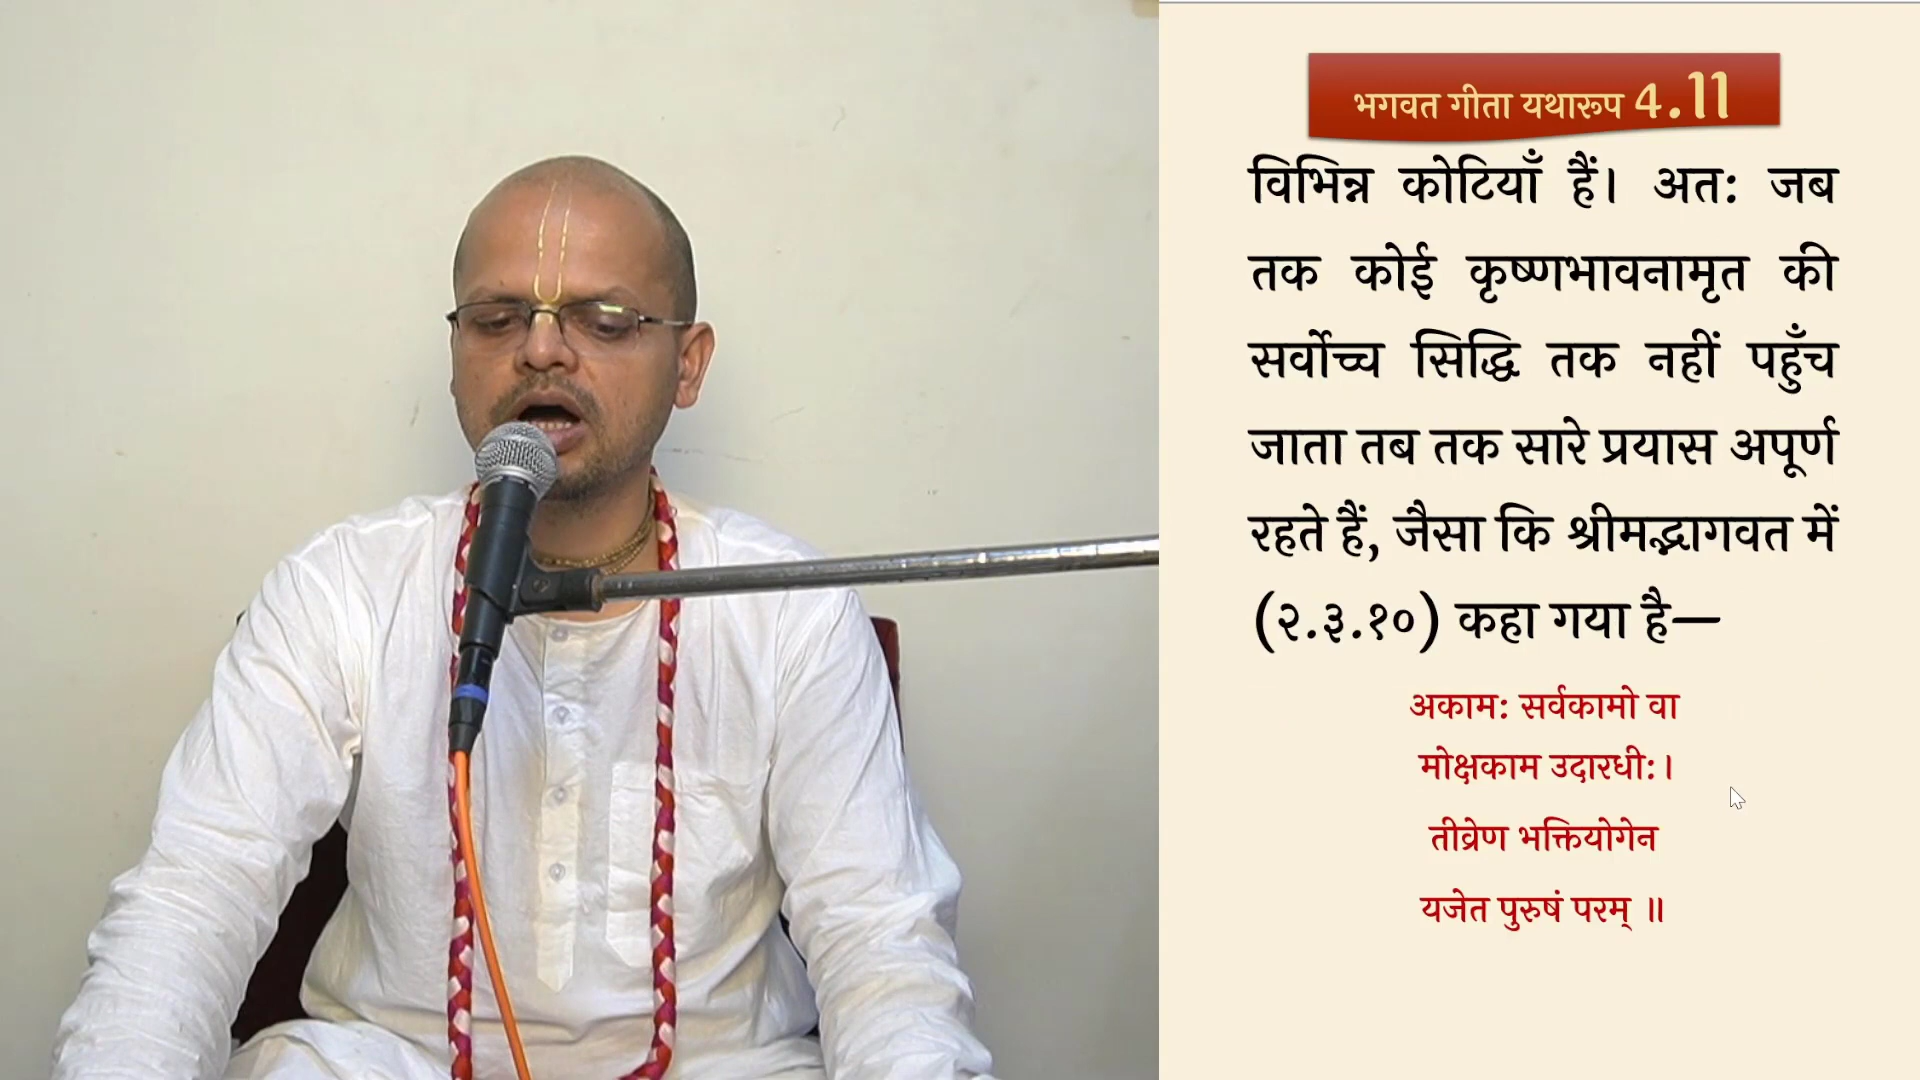 भगवत गीता यथारूप 4.11
विभिन्न कोटियाँ हैं। अतः जब
तक कोई कृष्णभावनामृत की
सर्वोच्च सिद्धि तक नहीं पहुँच
जाता तब तक सारे प्रयास अपूर्ण
रहते हैं, जैसा कि श्रीमद्भागवत में
(२.३.१०) कहा गया है—
अकामः सर्वकामो वा
मोक्षकाम उदारधीः।
तीव्रेण भक्तियोगेन
यजेत पुरुषं परम् ॥